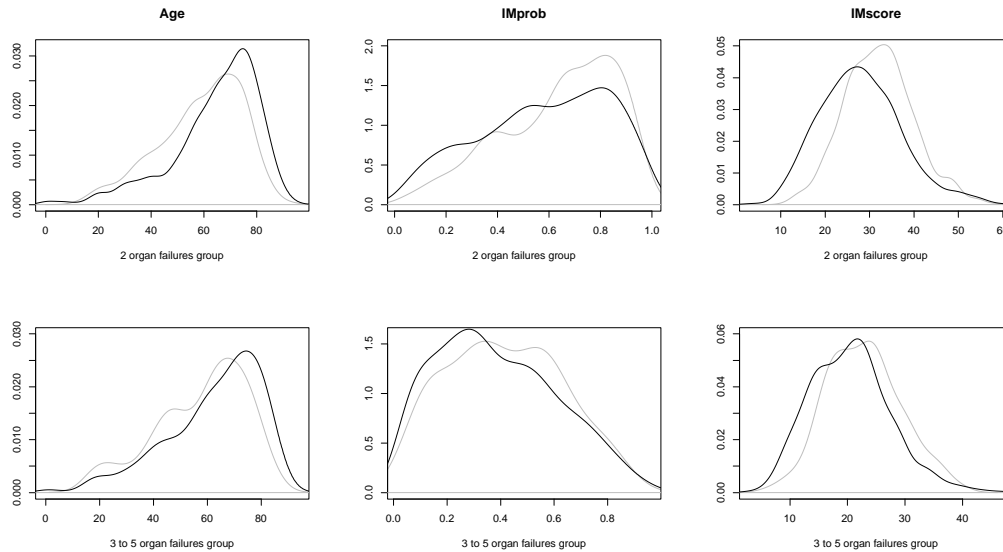 Age
IMprob
IMscore
0.000 0.010 0.020 0.030
0.0 0.5 1.0 1.5 2.0
0.00 0.01 0.02 0.03 0.04 0.05
0 20 40 60 80
0.0 0.2 0.4 0.6 0.8 1.0
10 20 30 40 50 60
2 organ failures group
2 organ failures group
2 organ failures group
0.000 0.010 0.020 0.030
0.0 0.5 1.0 1.5
0.00 0.02 0.04 0.06
0 20 40 60 80
0.0 0.2 0.4 0.6 0.8
10 20 30 40
3 to 5 organ failures group
3 to 5 organ failures group
3 to 5 organ failures group